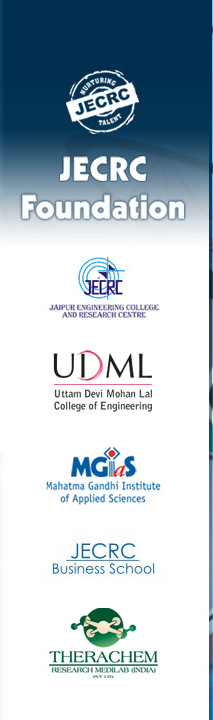 NURTURING
JECRC
TALENT
JECRC
Foundation
JECRC
JAIPUR ENGINEERING COLLEGE
AND RESEARCH CENTRE
UDML
Uttam Devi Mohan Lal
College of Engineering
MGIaS
Mahatma Gandhi Institute
of Applied Sciences
JECRC
Business School
THERACHEM
RESEARCH MEDILAB (INDIA)
PVT. LTD.